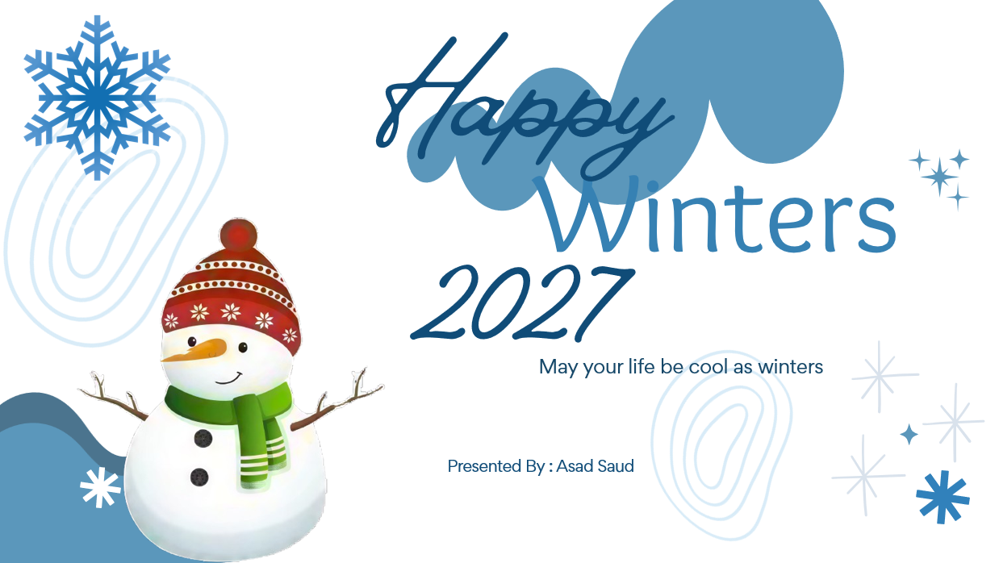 Happy
Winters
2027
May your life be cool as winters
Presented By : Asad Saud